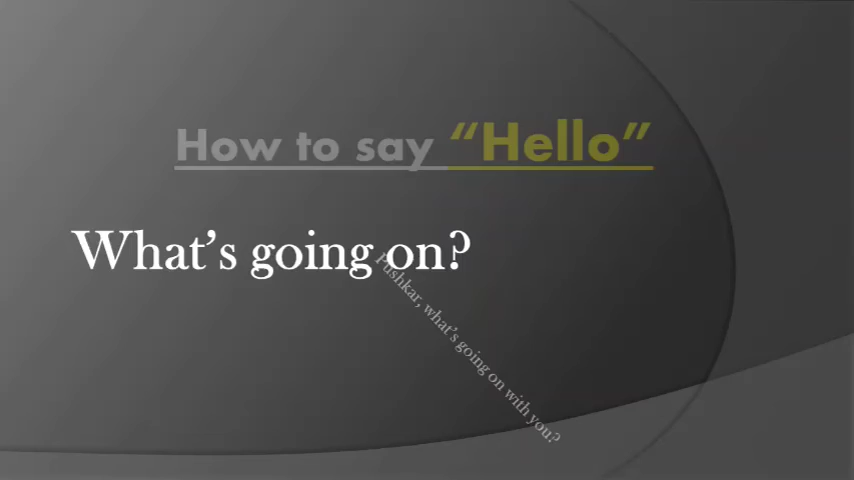 How to say “Hello”
What’s going on?
Pushkar, what’s going on with you?